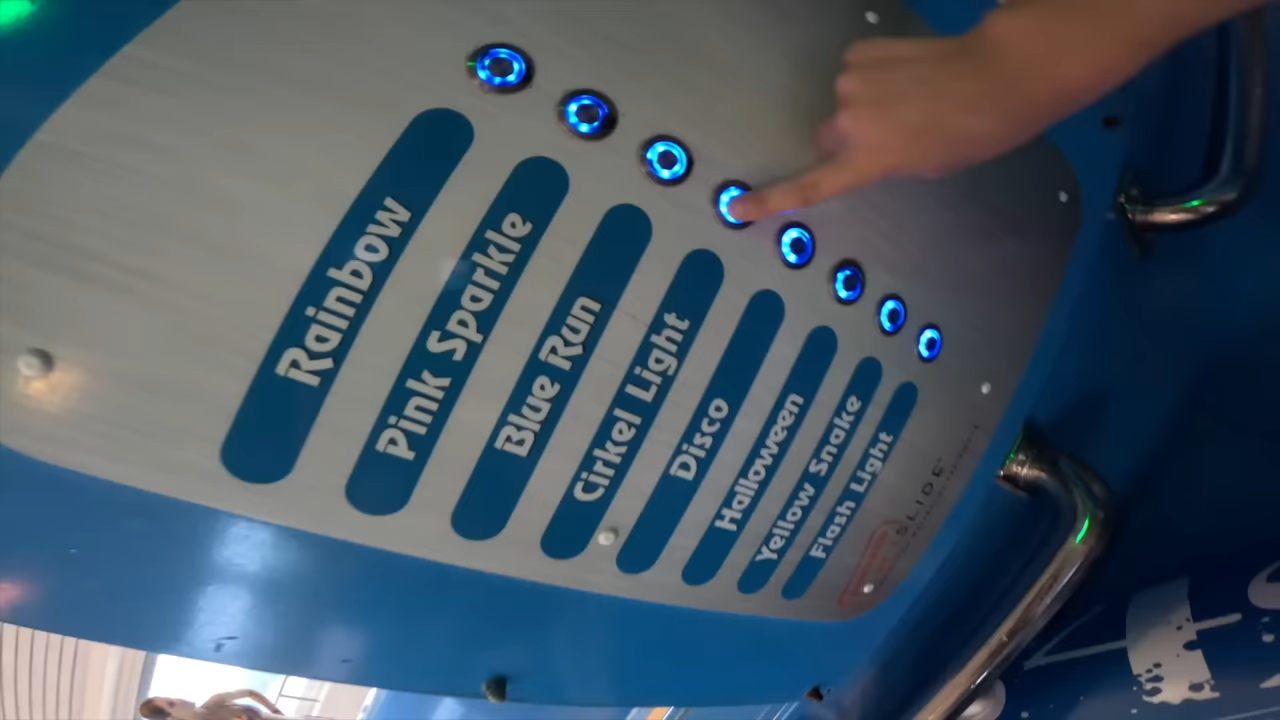 Rainbow
Pink Sparkle
Blue Run
Cirkel Light
Disco
Halloween
Yellow Snake
Flash Light
SLIDE